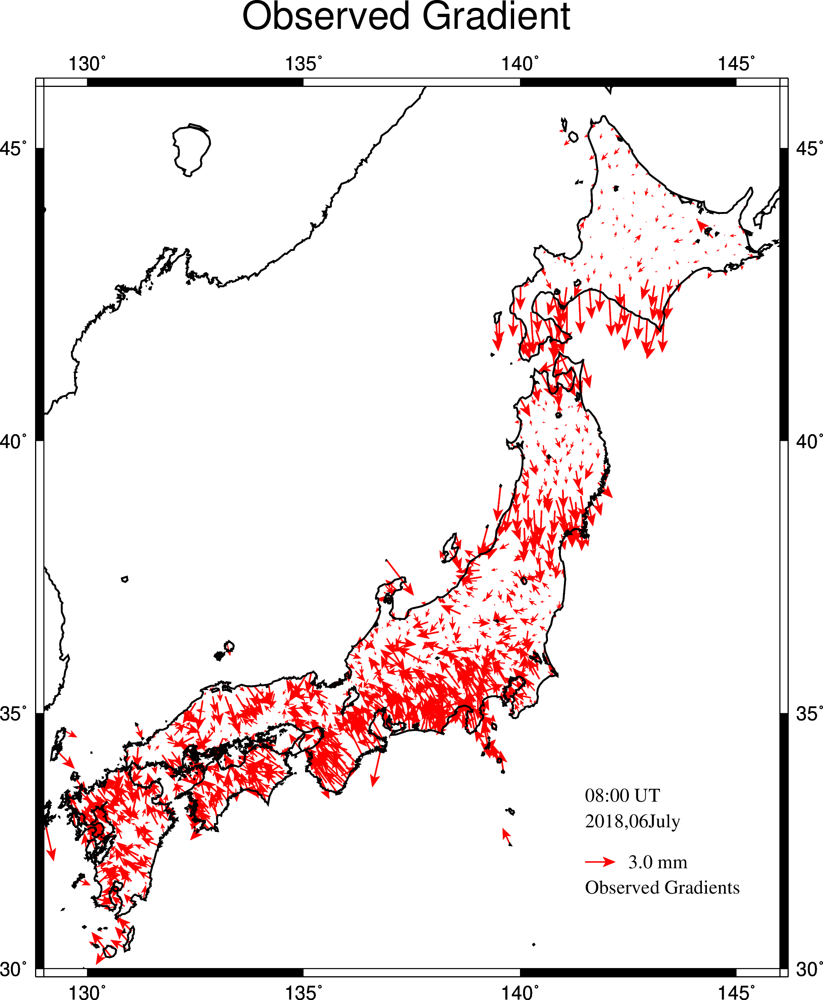 Observed Gradient
130° 135° 140° 145°
45° 45°
40° 40°
35° 35°
08:00 UT
2018,06July
3.0 mm
Observed Gradients
30° 30°
130° 135° 140° 145°